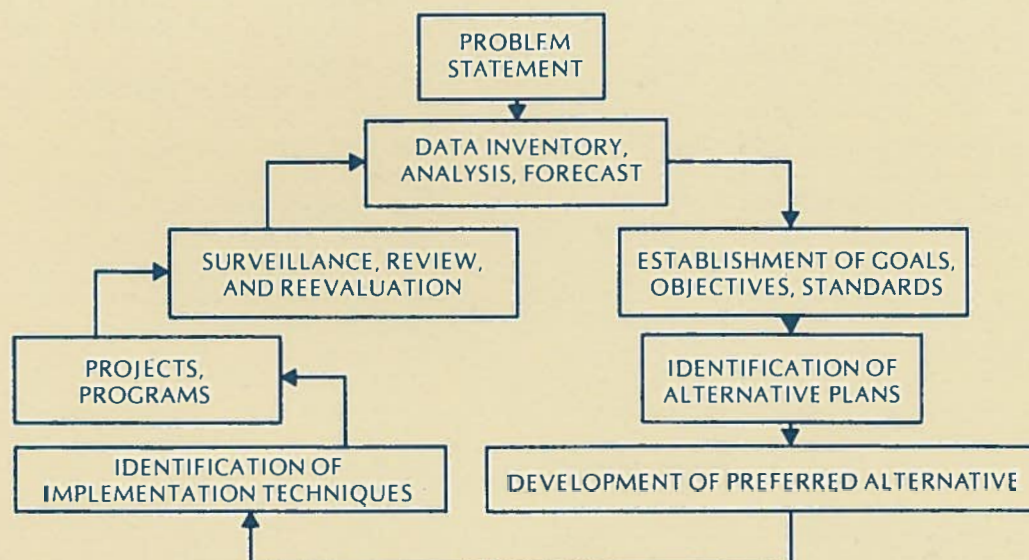 PROBLEM
STATEMENT
DATA INVENTORY,
ANALYSIS, FORECAST
SURVEILLANCE, REVIEW,
AND REEVALUATION
ESTABLISHMENT OF GOALS,
OBJECTIVES, STANDARDS
PROJECTS,
PROGRAMS
IDENTIFICATION OF
ALTERNATIVE PLANS
IDENTIFICATION OF
IMPLEMENTATION TECHNIQUES
DEVELOPMENT OF PREFERRED ALTERNATIVE